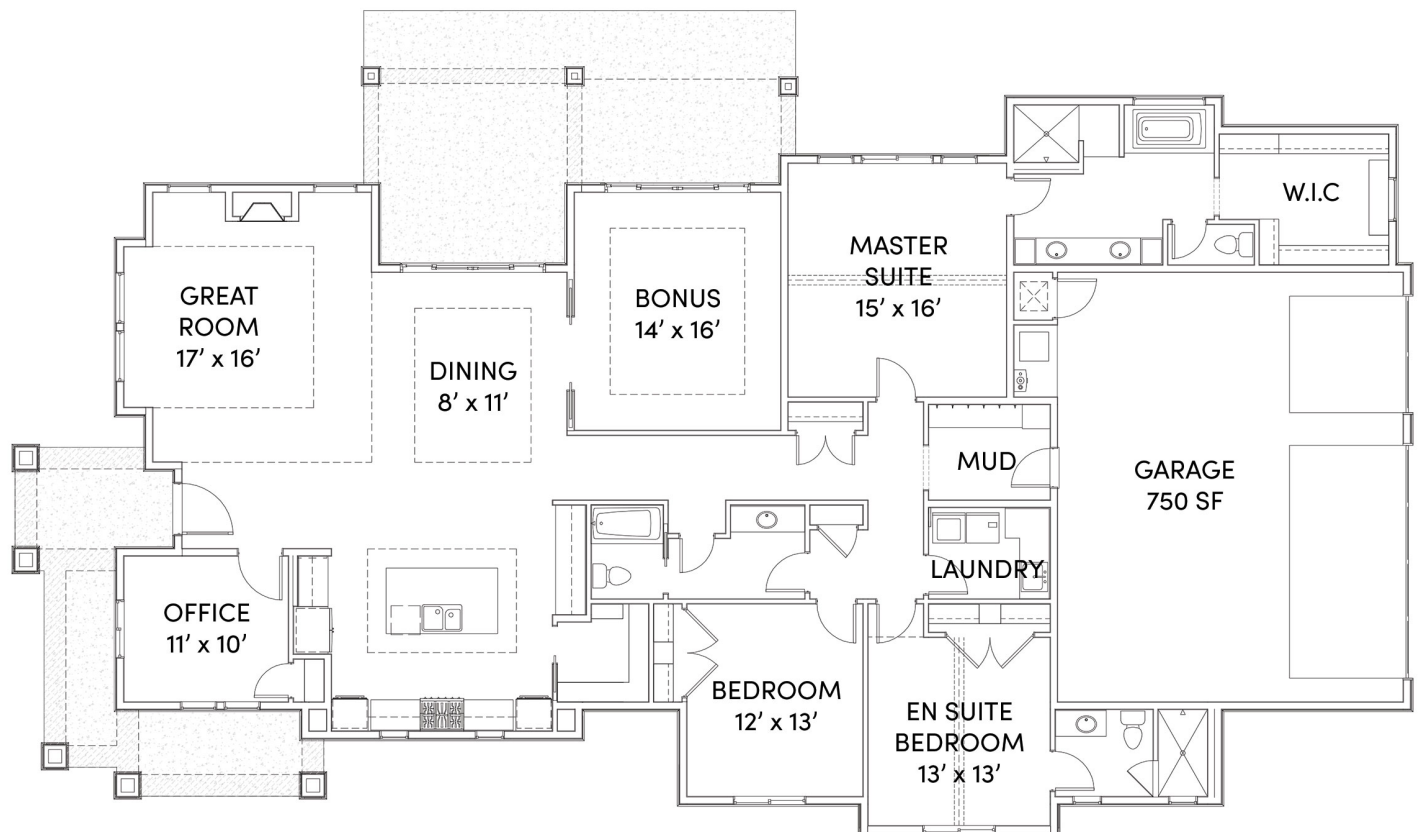 W.I.C
MASTER
SUITE
15’ x 16’
GREAT
ROOM
17’ x 16’
BONUS
14’ x 16’
DINING
8’ x 11’
MUD
GARAGE
750 SF
LAUNDRY
OFFICE
11’ x 10’
BEDROOM
12’ x 13’
EN SUITE
BEDROOM
13’ x 13’